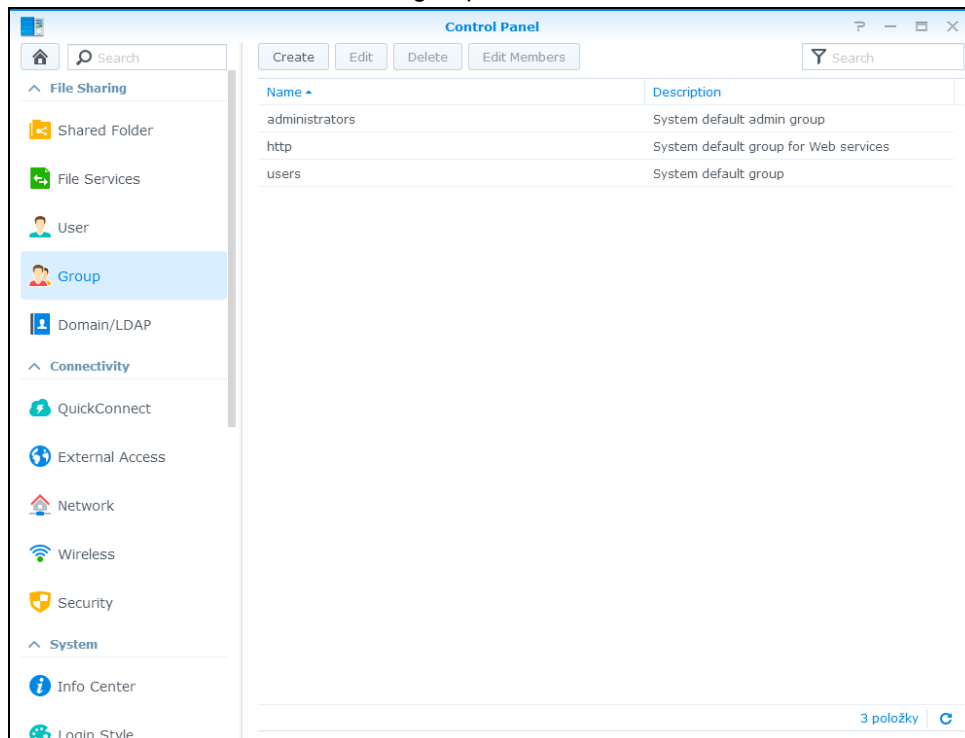 Control Panel
Search
Create Edit Delete Edit Members Search
File Sharing
Shared Folder
File Services
User
Group
Domain/LDAP
Connectivity
QuickConnect
External Access
Network
Wireless
Security
System
Info Center
Login Style
Name Description
administrators System default admin group
http System default group for Web services
users System default group
3 položky